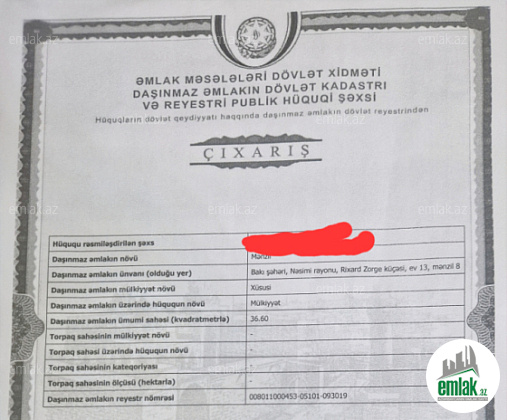 emlak.az emlak.az
ƏMLAK MƏSƏLƏLƏRİ DÖVLƏT XİDMƏTİ
DAŞINMAZ ƏMLAKIN DÖVLƏT KADASTRI
VƏ REYESTRİ PUBLİK HÜQUQİ ŞƏXSİ
Hüquqların dövlət qeydiyyatı haqqında daşınmaz əmlakın dövlət reyestrindən
ÇIXARIŞ
emlak.az emlak.az
Hüququ rəsmiləşdirilən şəxs
Daşınmaz əmlakın növü Mənzil
Daşınmaz əmlakın ünvanı (olduğu yer) Bakı şəhəri, Nəsimi rayonu, Rixard Zorge küçəsi, ev 13, mənzil 8
Daşınmaz əmlakın mülkiyyət növü Xüsusi
Daşınmaz əmlakın üzərində hüququn növü Mülkiyyət
Daşınmaz əmlakın ümumi sahəsi (kvadratmetrlə) 36.60
Torpaq sahəsinin mülkiyyət növü -
Torpaq sahəsi üzərində hüququn növü -
Torpaq sahəsinin kateqoriyası -
Torpaq sahəsinin ölçüsü (hektarla) -
Daşınmaz əmlakın reyestr nömrəsi 008011000453-05101-093019
emlak.az